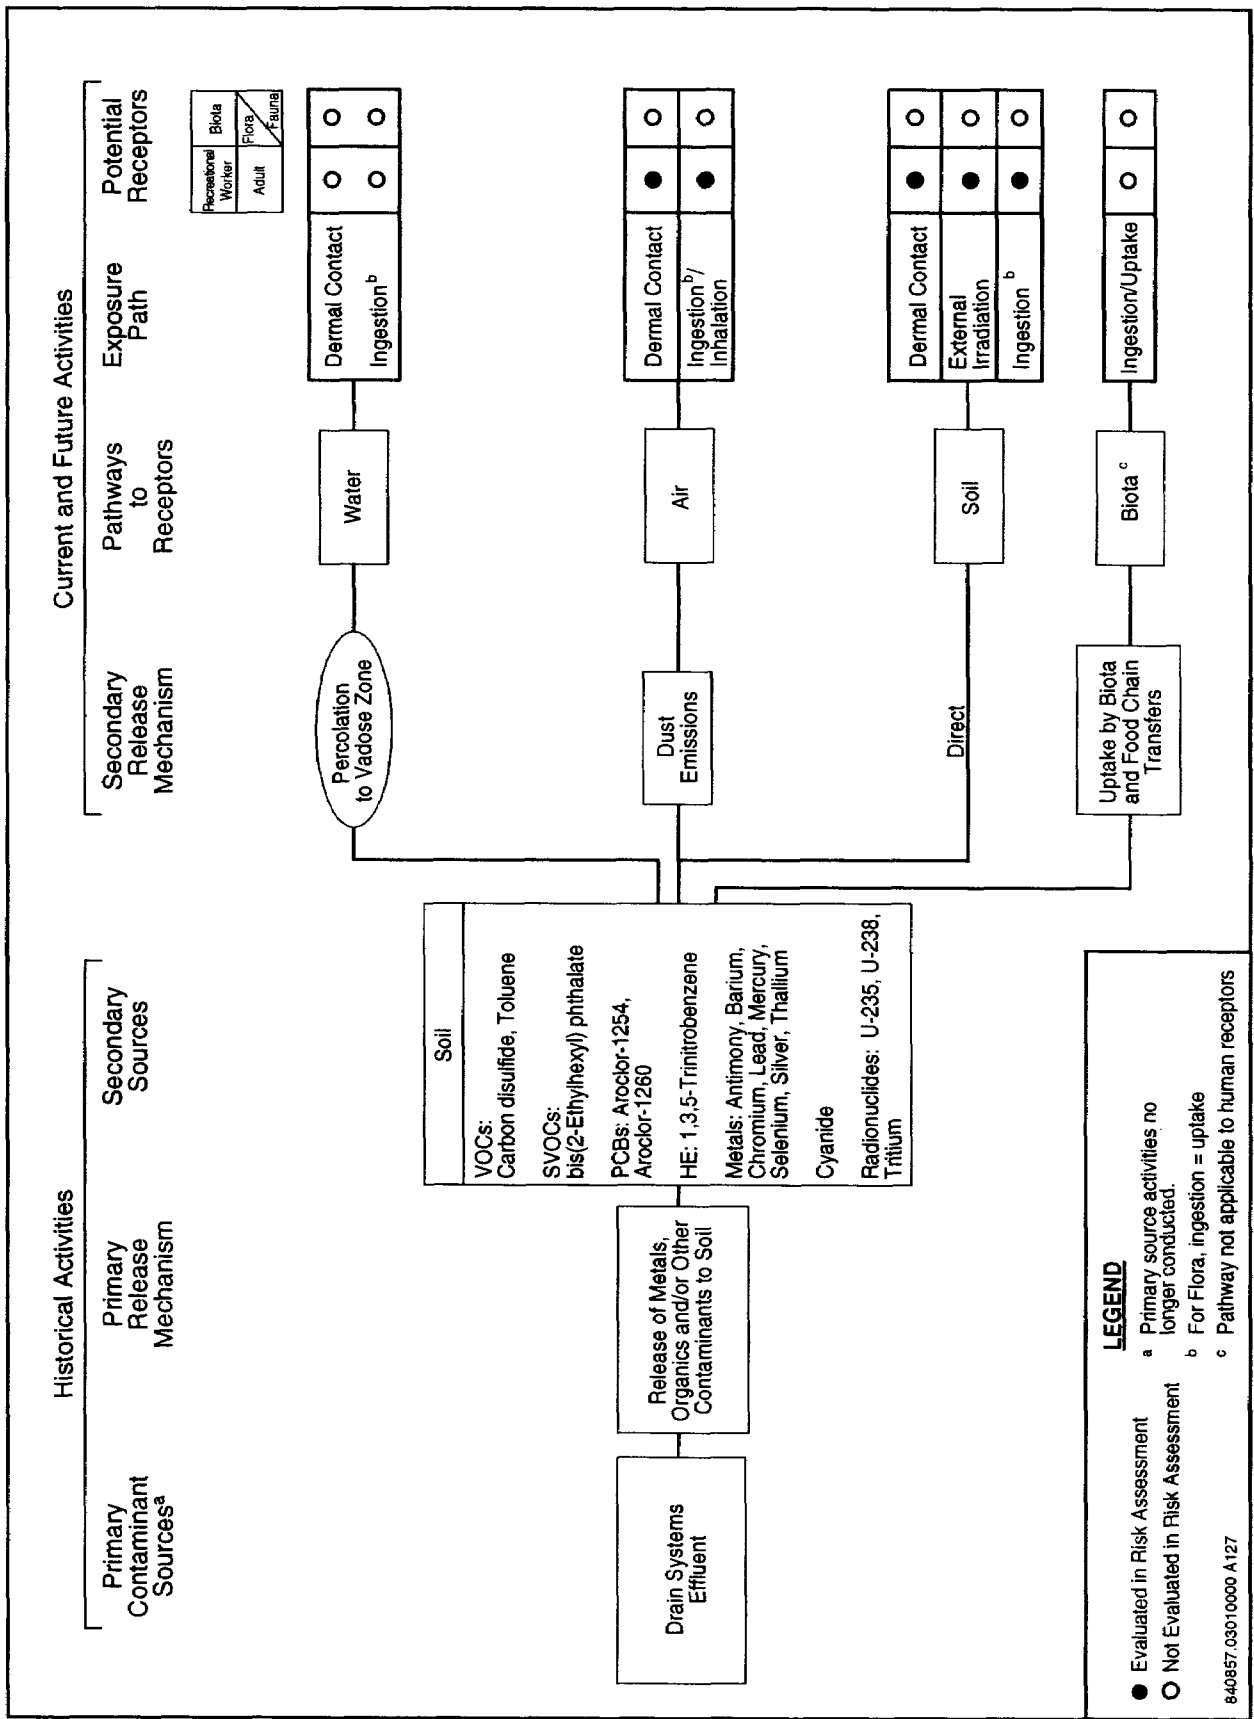 Historical Activities
Current and Future Activities
Primary
Contaminant
Sourcesᵃ
Primary
Release
Mechanism
Secondary
Sources
Secondary
Release
Mechanism
Pathways
to
Receptors
Exposure
Path
Potential
Receptors
Recreational
Worker
Biota
Adult
Flora
Fauna
Drain Systems
Effluent
Release of Metals,
Organics and/or Other
Contaminants to Soil
Soil
VOCs:
Carbon disulfide, Toluene
SVOCs:
bis(2-Ethylhexyl) phthalate
PCBs: Aroclor-1254,
Aroclor-1260
HE: 1,3,5-Trinitrobenzene
Metals: Antimony, Barium,
Chromium, Lead, Mercury,
Selenium, Silver, Thallium
Cyanide
Radionuclides: U-235, U-238,
Tritium
Percolation
to Vadose Zone
Water
Dermal Contact
Ingestionᵇ
Dust
Emissions
Air
Dermal Contact
Ingestionᵇ/
Inhalation
Direct
Soil
Dermal Contact
External
Irradiation
Ingestion ᵇ
Uptake by Biota
and Food Chain
Transfers
Biota ᶜ
Ingestion/Uptake
LEGEND
● Evaluated in Risk Assessment
○ Not Evaluated in Risk Assessment
a Primary source activities no
longer conducted.
b For Flora, ingestion = uptake
c Pathway not applicable to human receptors
840857.03010000 A127